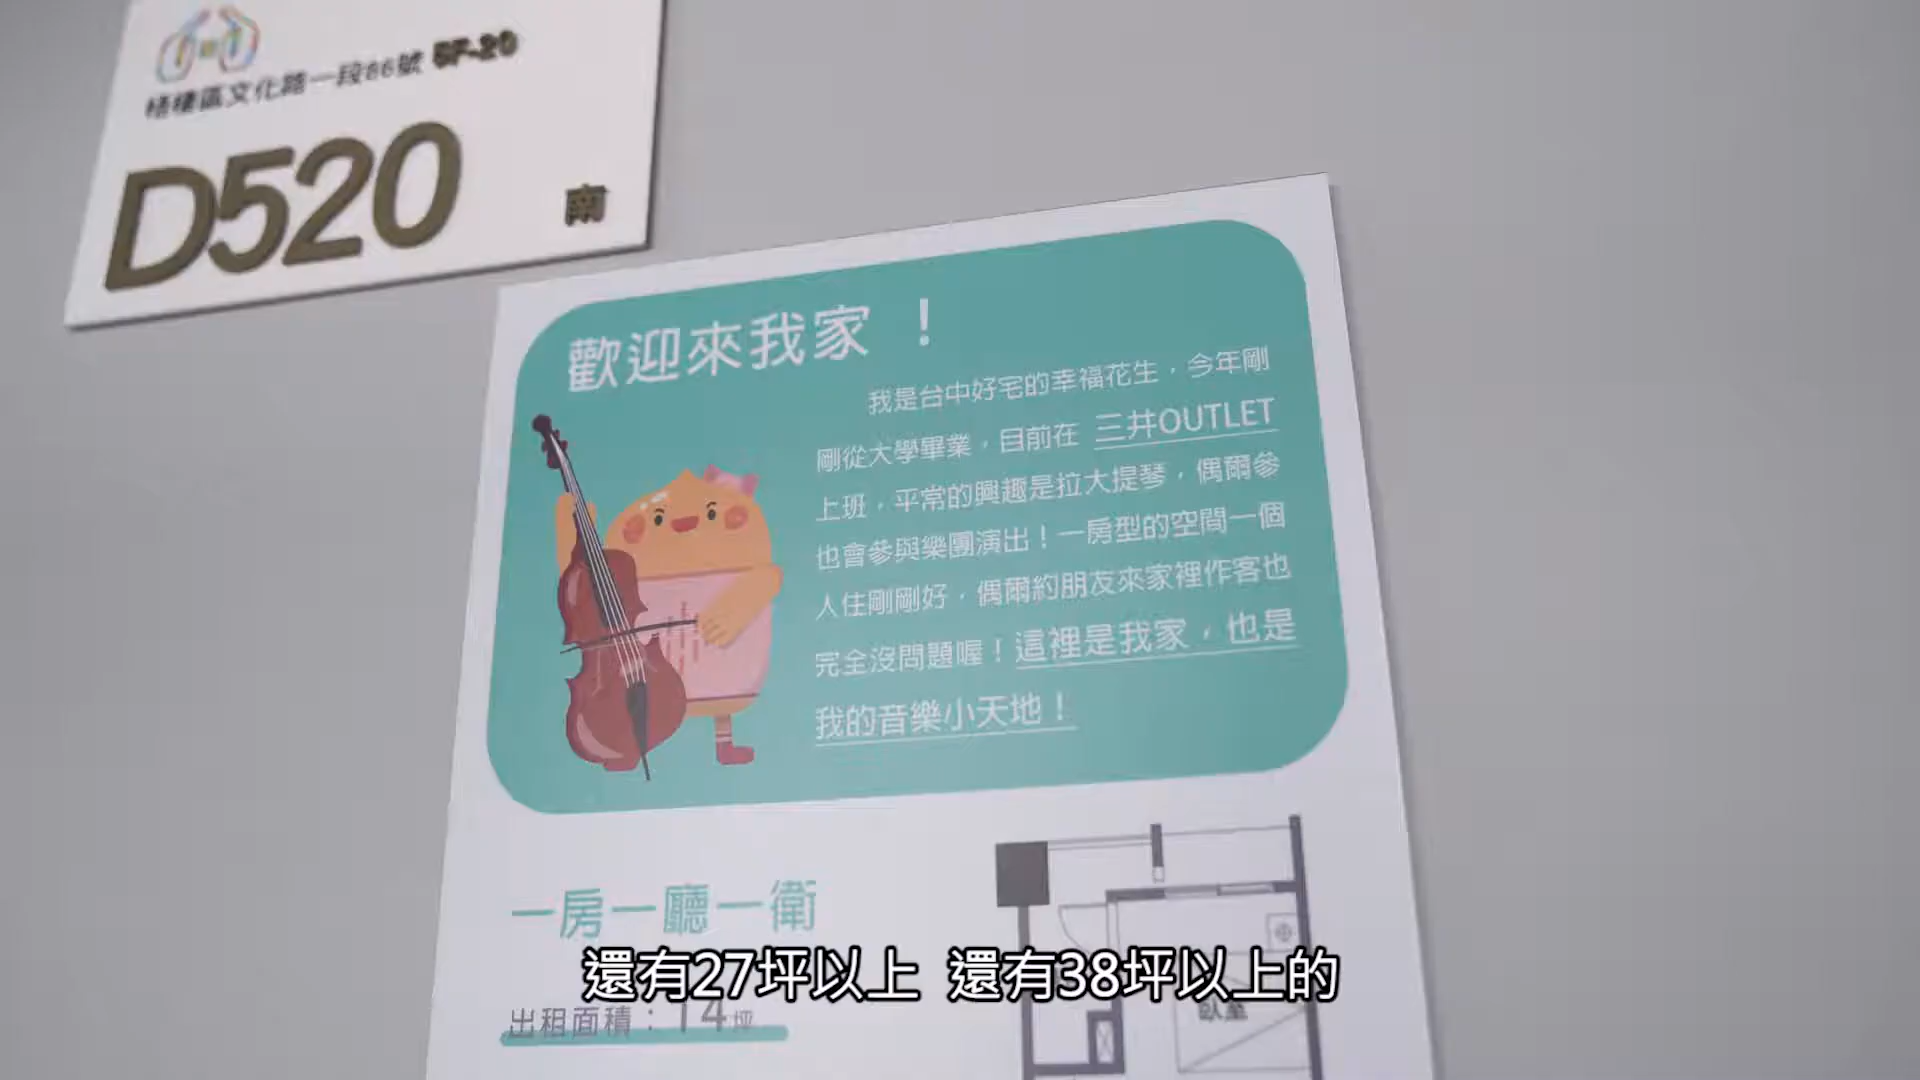 梧棲區文化路一段86號 5F-20
D520
南
歡迎來我家！
我是台中好宅的幸福花生，今年剛
剛從大學畢業，目前在 三井OUTLET
上班，平常的興趣是拉大提琴，偶爾參
也會參與樂團演出！一房型的空間一個
人住剛剛好，偶爾約朋友來家裡作客也
完全沒問題喔！這裡是我家，也是
我的音樂小天地！
一房一廳一衛
還有27坪以上 還有38坪以上的
出租面積：14坪
臥室